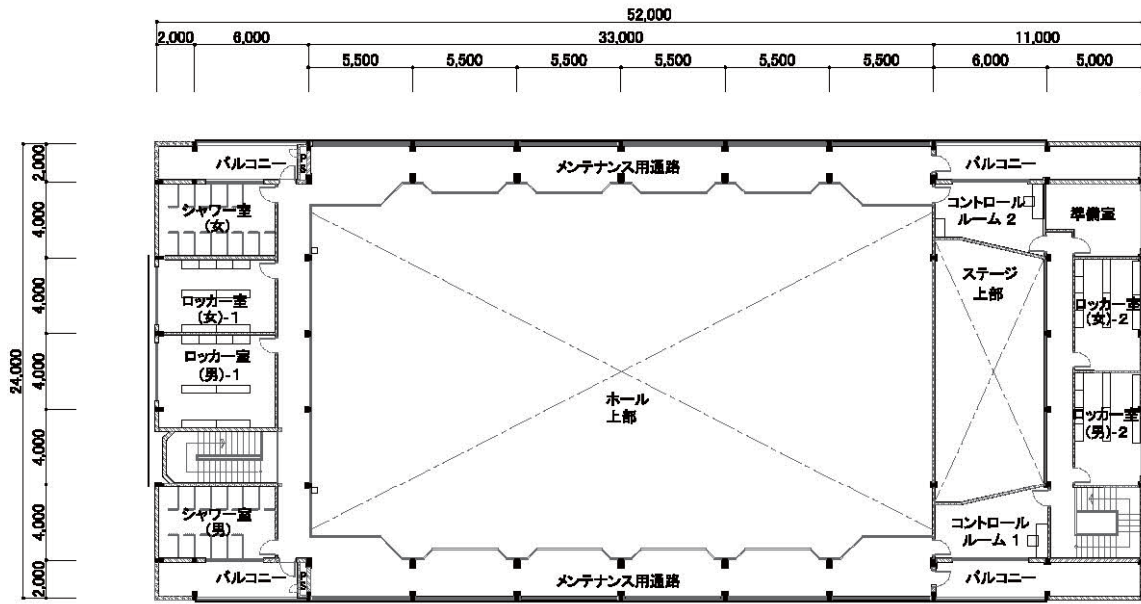 52,000
2,000
6,000
33,000
11,000
5,500
5,500
5,500
5,500
5,500
5,500
6,000
5,000
24,000
2,000
4,000
4,000
4,000
4,000
4,000
2,000
バルコニー
PS
メンテナンス用通路
バルコニー
シャワー室
(女)
コントロール
ルーム 2
準備室
ロッカー室
(女)-1
ステージ
上部
ロッカー室
(女)-2
ロッカー室
(男)-1
ホール
上部
ロッカー室
(男)-2
シャワー室
(男)
コントロール
ルーム 1
バルコニー
PS
メンテナンス用通路
バルコニー